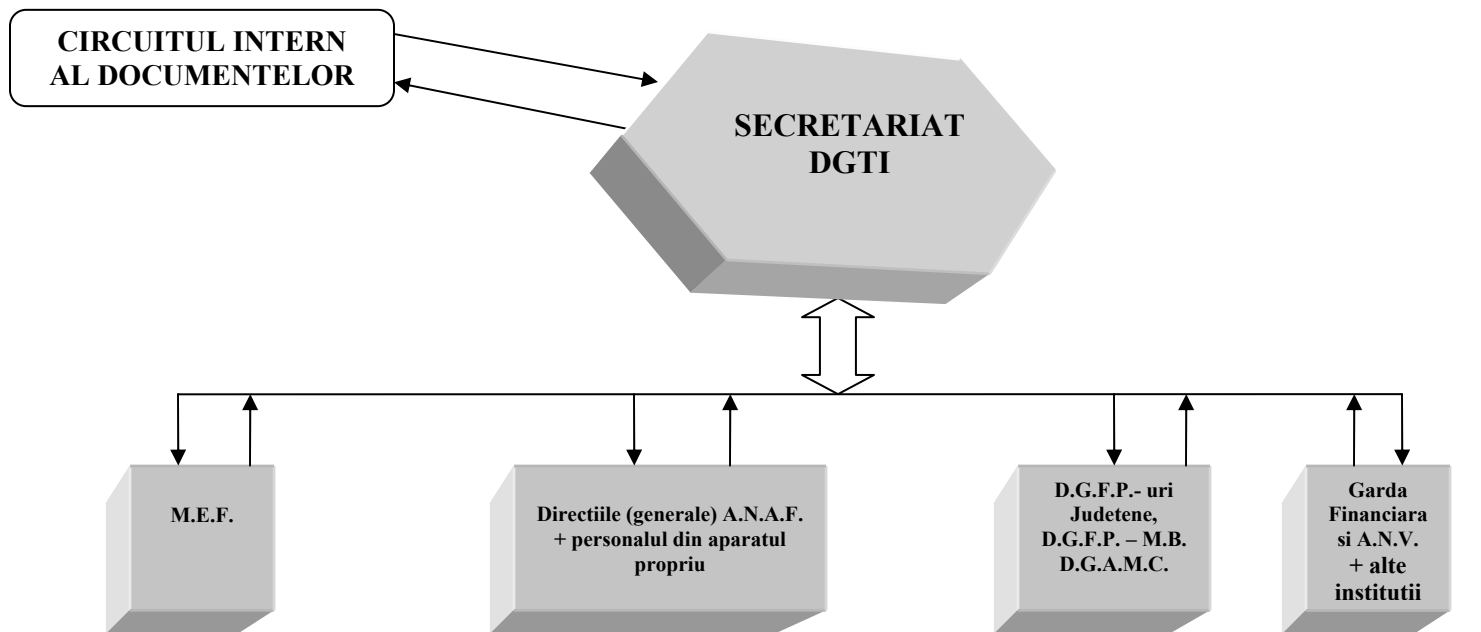 CIRCUITUL INTERN
AL DOCUMENTELOR
SECRETARIAT
DGTI
M.E.F.
Directiile (generale) A.N.A.F.
+ personalul din aparatul
propriu
D.G.F.P.- uri
Judetene,
D.G.F.P. – M.B.
D.G.A.M.C.
Garda
Financiara
si A.N.V.
+ alte
institutii